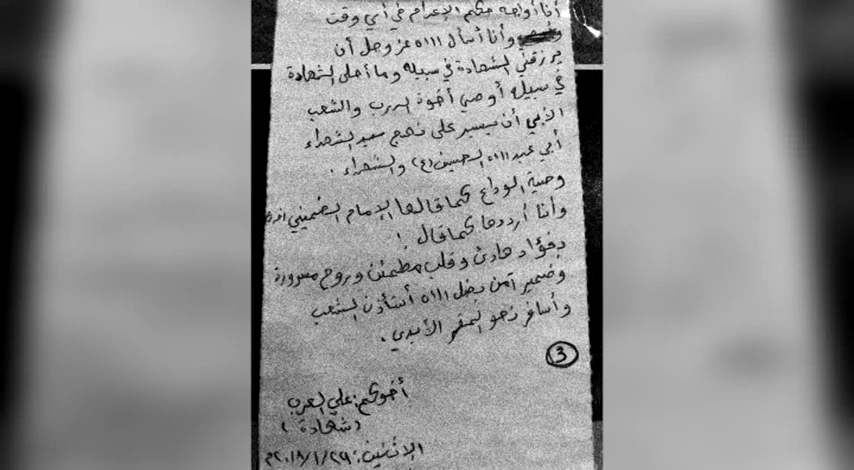 أنا أواجه حكم الإعدام في أي وقت
وأنا أسأل الله عز وجل أن
يرزقني الشهادة في سبيله وما أحلى الشهادة
في سبيله أوصي أخوة الدرب والشعب
الأبي أن يسير على نهج سيد الشهداء
أبي عبد الله الحسين (ع) والشهداء .
وصية الوداع كما قالها الإمام الخميني
وأنا أرددها كما قال :
بفؤاد هادئ وقلب مطمئن وروح مسرورة
وضمير آمن بفضل الله أستأذن الشعب
وأسافر نحو المقر الأبدي .
3
أخوكم : علي العرب
(شهادة)
الإثنين : ٢٠١٨/١/٢٩م